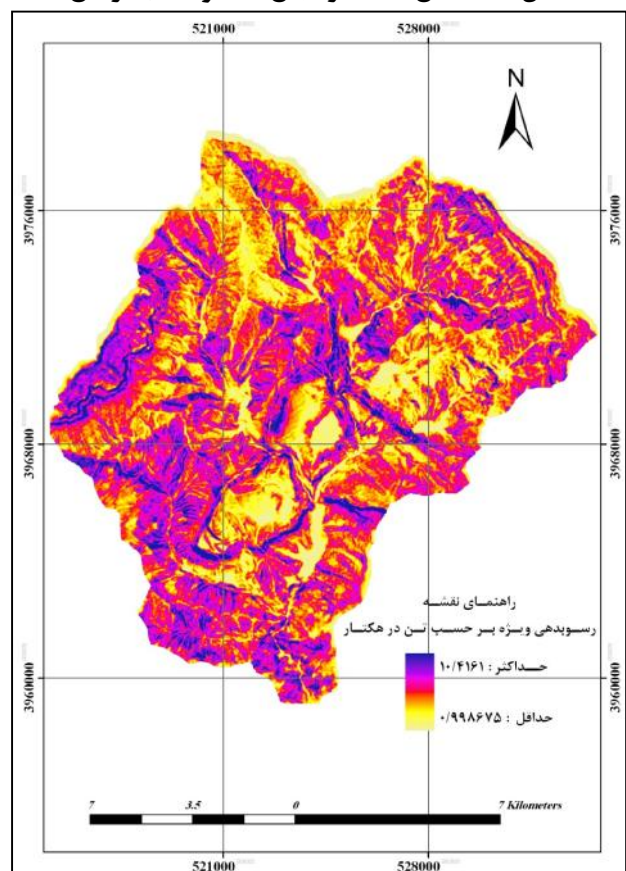 521000 528000
N
3976000 3976000
3968000 3968000
راهنمای نقشه
رسوبدهی ویژه بر حسب تن در هکتار
حداکثر : ۱۰/۴۱۶۱
3960000 3960000
حداقل : ۰/۹۹۸۶۷۵
7 3.5 0 7 Kilometers
521000 528000